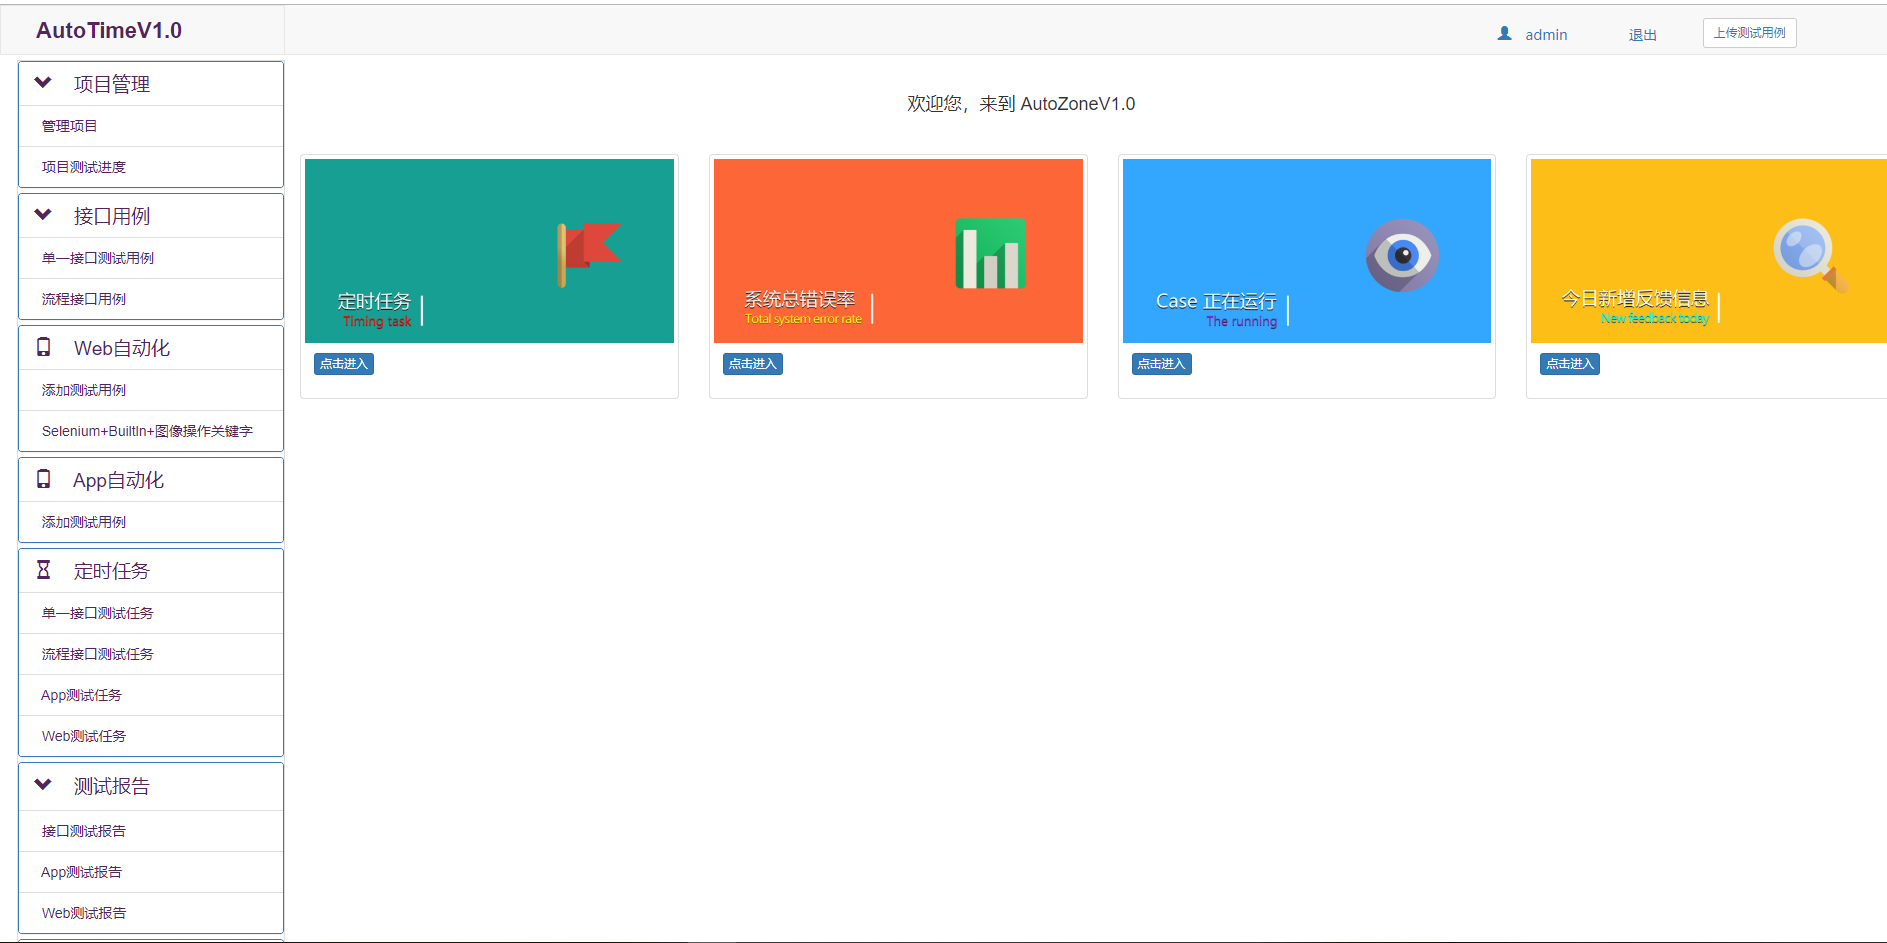 AutoTimeV1.0
admin
退出
上传测试用例
项目管理
管理项目
项目测试进度
接口用例
单一接口测试用例
流程接口用例
Web自动化
添加测试用例
Selenium+BuiltIn+图像操作关键字
App自动化
添加测试用例
定时任务
单一接口测试任务
流程接口测试任务
App测试任务
Web测试任务
测试报告
接口测试报告
App测试报告
Web测试报告
欢迎您，来到 AutoZoneV1.0
定时任务
Timing task
点击进入
系统总错误率
Total system error rate
点击进入
Case 正在运行
The running
点击进入
今日新增反馈信息
New feedback today
点击进入